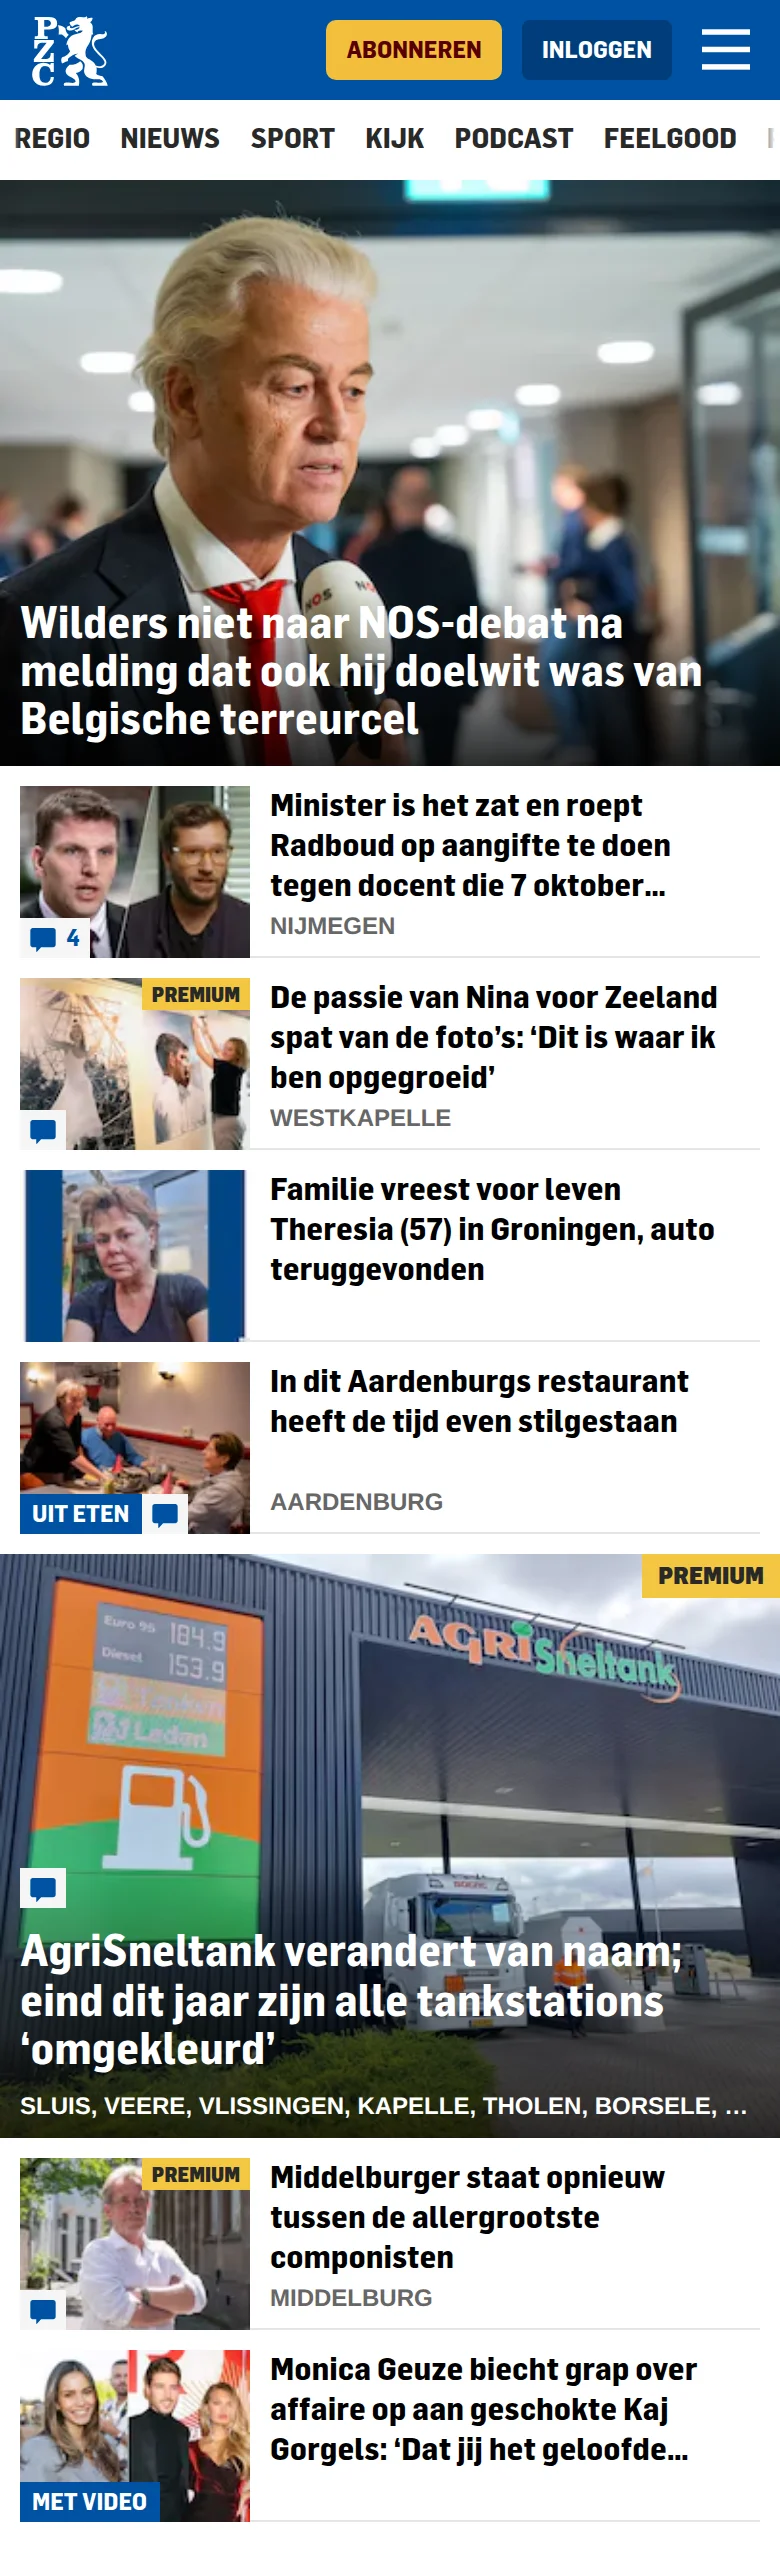 PZC
ABONNEREN
INLOGGEN
REGIO NIEUWS SPORT KIJK PODCAST FEELGOOD
NOS
Wilders niet naar NOS-debat na
melding dat ook hij doelwit was van
Belgische terreurcel
Minister is het zat en roept
Radboud op aangifte te doen
tegen docent die 7 oktober...
NIJMEGEN
4
PREMIUM
De passie van Nina voor Zeeland
spat van de foto’s: ‘Dit is waar ik
ben opgegroeid’
WESTKAPELLE
Familie vreest voor leven
Theresia (57) in Groningen, auto
teruggevonden
In dit Aardenburgs restaurant
heeft de tijd even stilgestaan
AARDENBURG
UIT ETEN
PREMIUM
Euro 95 184.9
Diesel 153.9
AGRISneltank
Laden
AgriSneltank verandert van naam;
eind dit jaar zijn alle tankstations
‘omgekleurd’
SLUIS, VEERE, VLISSINGEN, KAPELLE, THOLEN, BORSELE, ...
PREMIUM
Middelburger staat opnieuw
tussen de allergrootste
componisten
MIDDELBURG
Monica Geuze biecht grap over
affaire op aan geschokte Kaj
Gorgels: ‘Dat jij het geloofde...
MET VIDEO